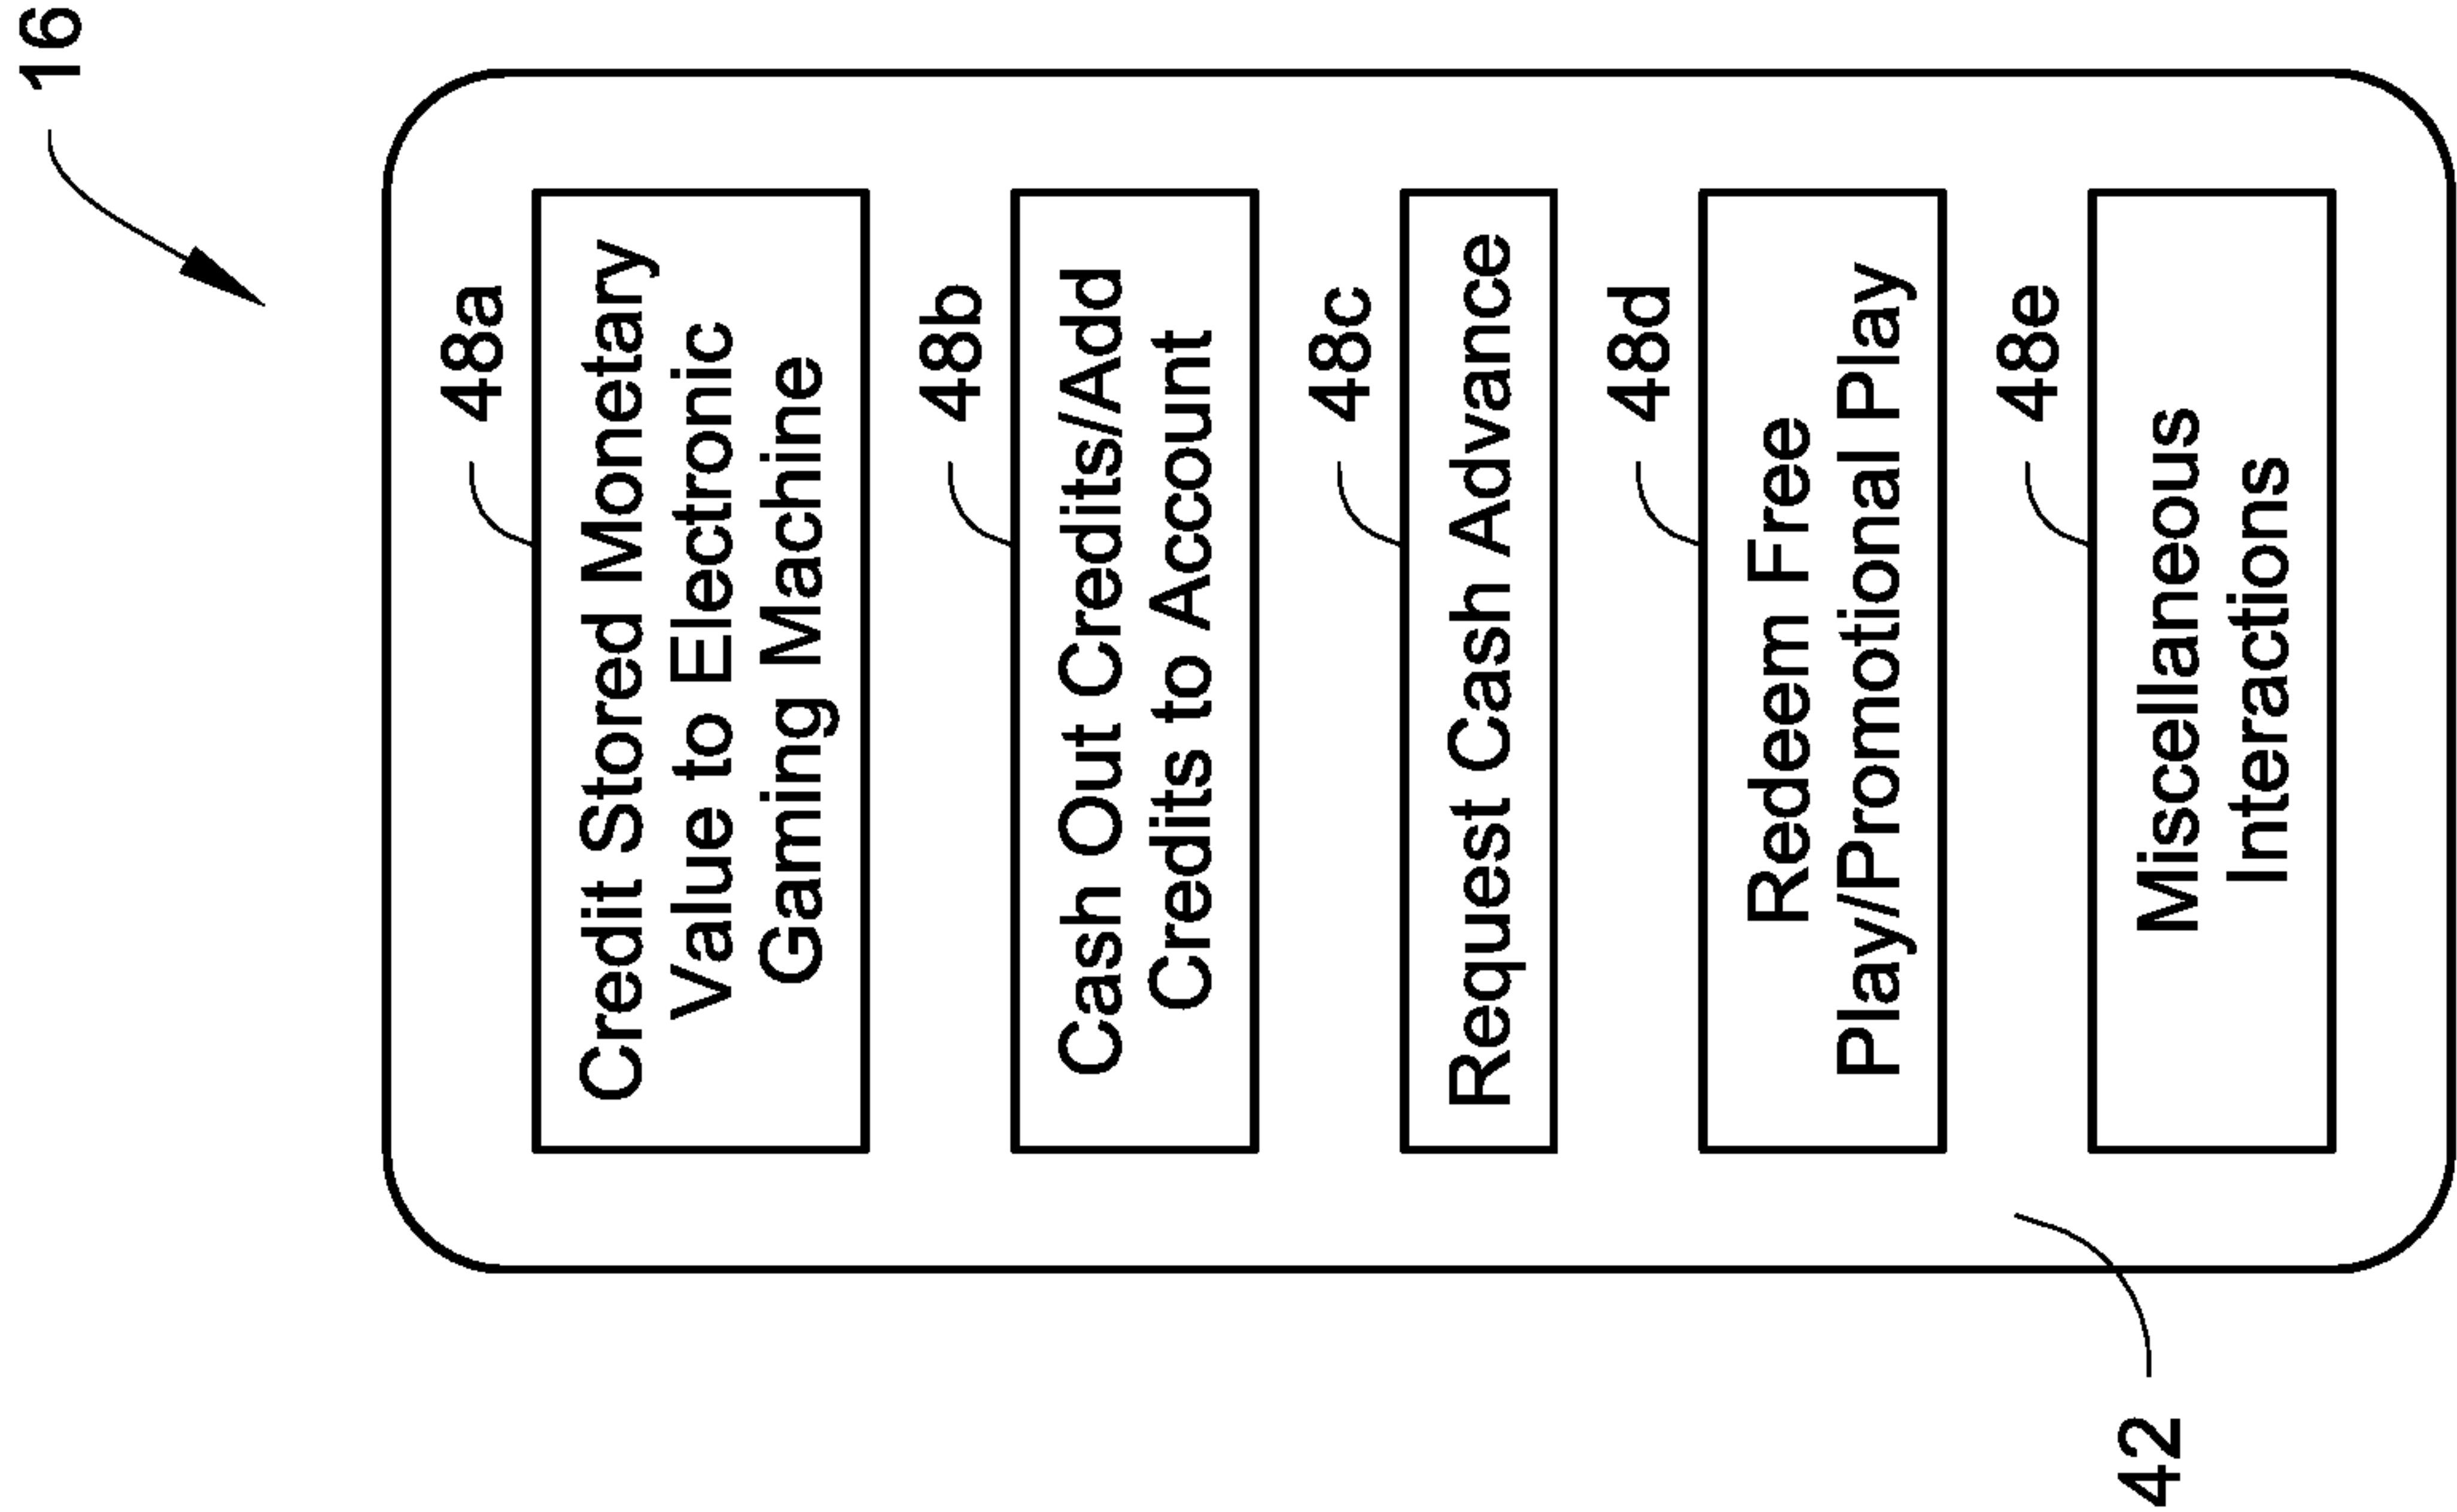 16
48a
Credit Stored Monetary
Value to Electronic
Gaming Machine
48b
Cash Out Credits/Add
Credits to Account
48c
Request Cash Advance
48d
Redeem Free
Play/Promotional Play
48e
Miscellaneous
Interactions
42